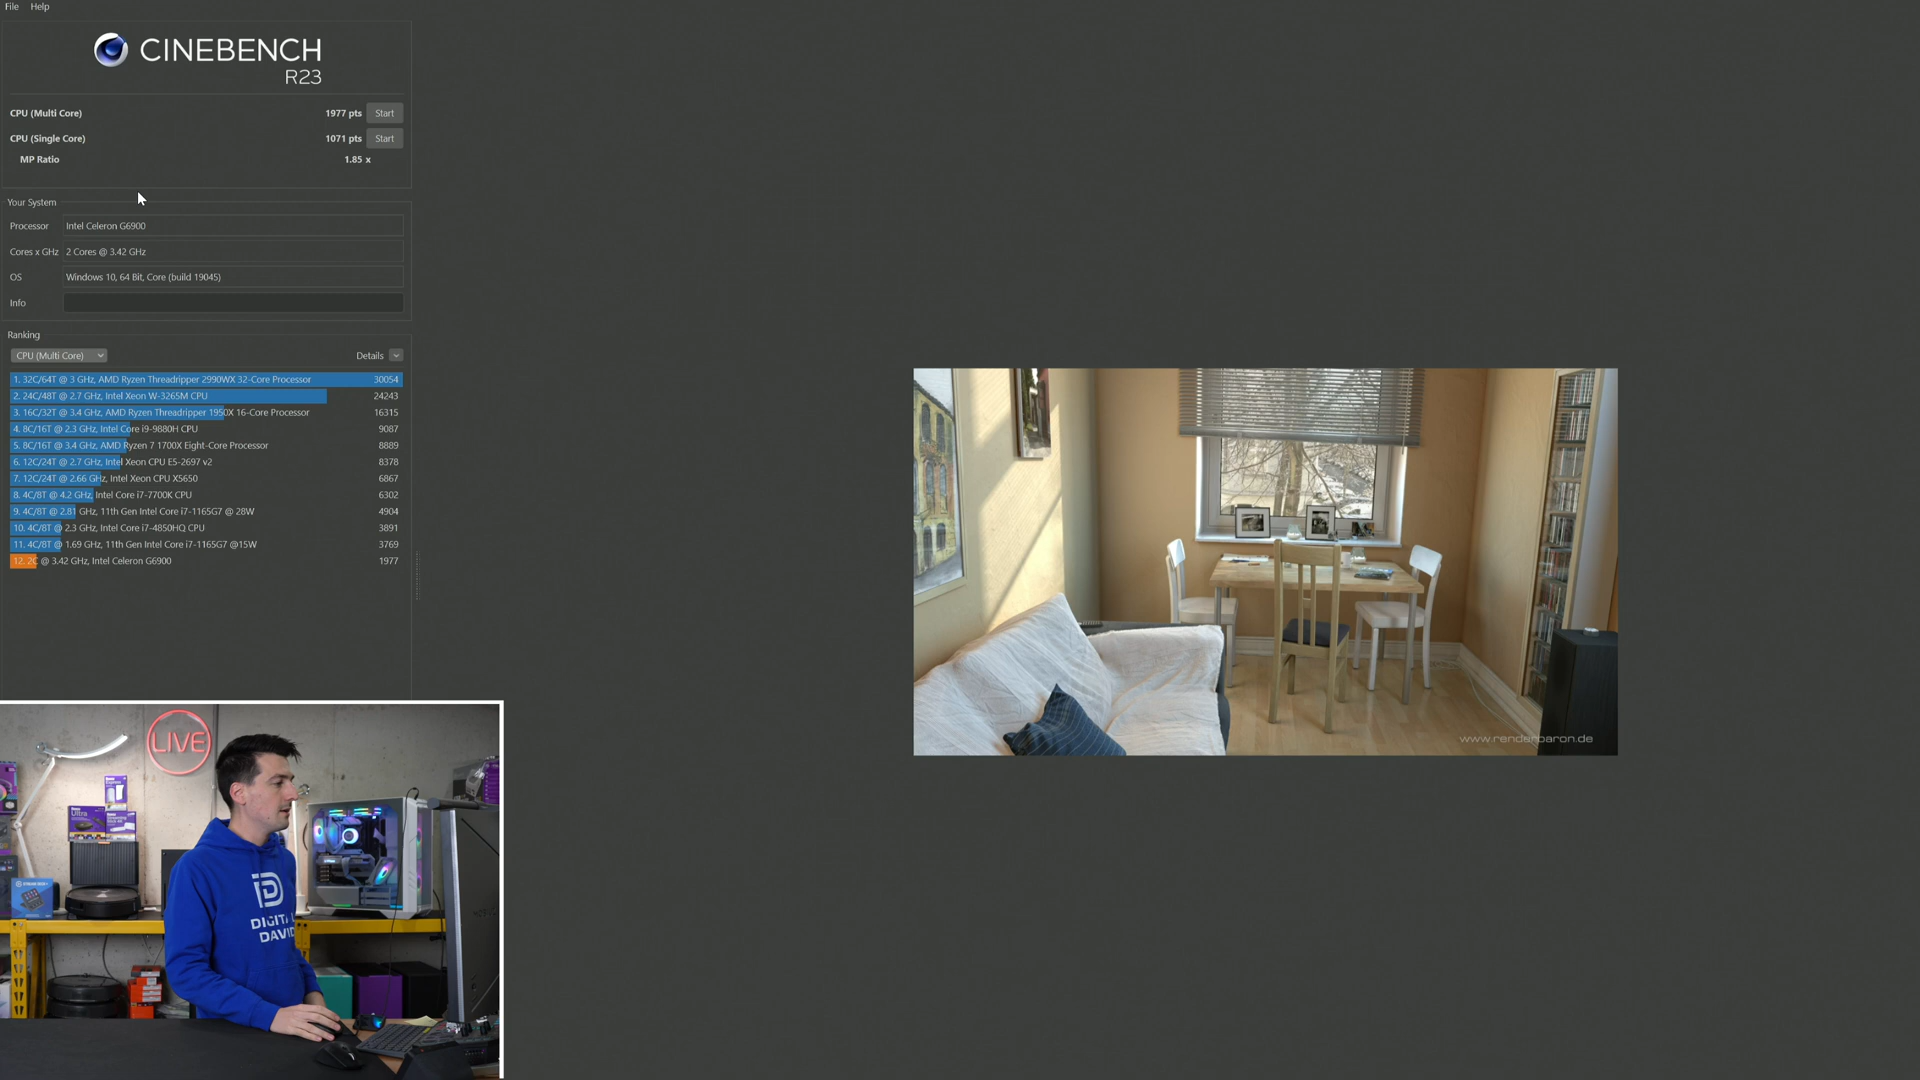 File Help
CINEBENCH
R23
CPU (Multi Core) 1977 pts Start
CPU (Single Core) 1071 pts Start
MP Ratio 1.85 x
Your System
Processor Intel Celeron G6900
Cores x GHz 2 Cores @ 3.42 GHz
OS Windows 10, 64 Bit, Core (build 19045)
Info
Ranking
CPU (Multi Core) Details
1. 32C/64T @ 3 GHz, AMD Ryzen Threadripper 2990WX 32-Core Processor 30054
2. 24C/48T @ 2.7 GHz, Intel Xeon W-3265M CPU 24243
3. 16C/32T @ 3.4 GHz, AMD Ryzen Threadripper 1950X 16-Core Processor 16315
4. 8C/16T @ 2.3 GHz, Intel Core i9-9880H CPU 9087
5. 8C/16T @ 3.4 GHz, AMD Ryzen 7 1700X Eight-Core Processor 8889
6. 12C/24T @ 2.7 GHz, Intel Xeon CPU E5-2697 v2 8378
7. 12C/24T @ 2.66 GHz, Intel Xeon CPU X5650 6867
8. 4C/8T @ 4.2 GHz, Intel Core i7-7700K CPU 6302
9. 4C/8T @ 2.81 GHz, 11th Gen Intel Core i7-1165G7 @ 28W 4904
10. 4C/8T @ 2.3 GHz, Intel Core i7-4850HQ CPU 3891
11. 4C/8T @ 1.69 GHz, 11th Gen Intel Core i7-1165G7 @15W 3769
12. 2C @ 3.42 GHz, Intel Celeron G6900 1977
www.renderbaron.de
LIVE
Ultra
DIGITAL
DAVID